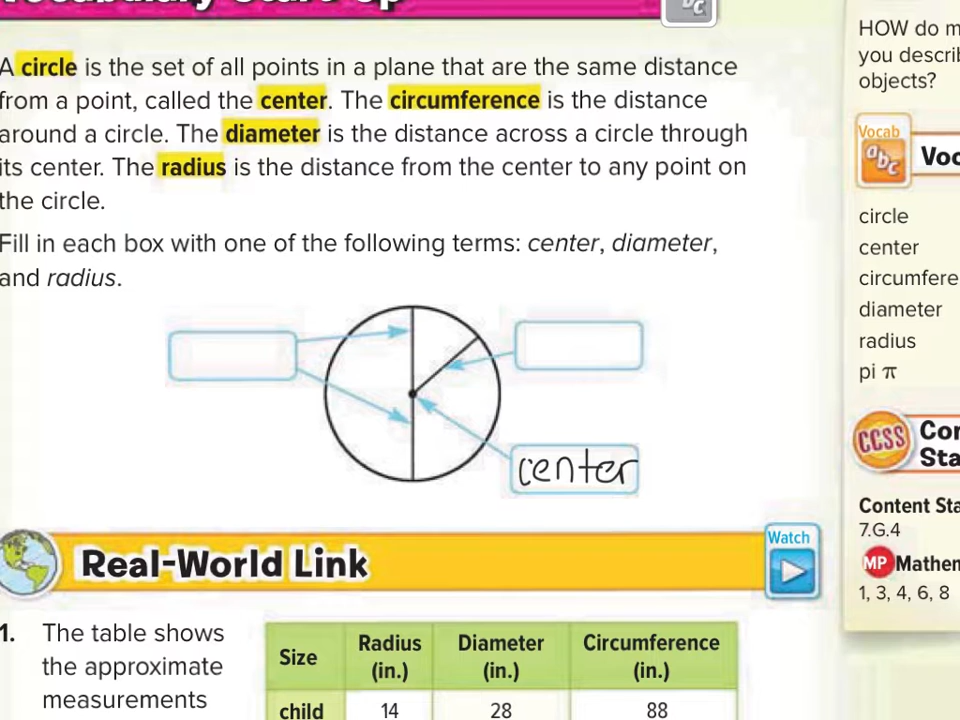 A circle is the set of all points in a plane that are the same distance
from a point, called the center. The circumference is the distance
around a circle. The diameter is the distance across a circle through
its center. The radius is the distance from the center to any point on
the circle.
Fill in each box with one of the following terms: center, diameter,
and radius.
center
Real-World Link
Watch
1. The table shows
the approximate
measurements
Size Radius (in.) Diameter (in.) Circumference (in.)
child 14 28 88
HOW do m
you describ
objects?
Vocab
abc
Voc
circle
center
circumfere
diameter
radius
pi π
CCSS
Cor
Sta
Content Sta
7.G.4
MP Mathem
1, 3, 4, 6, 8